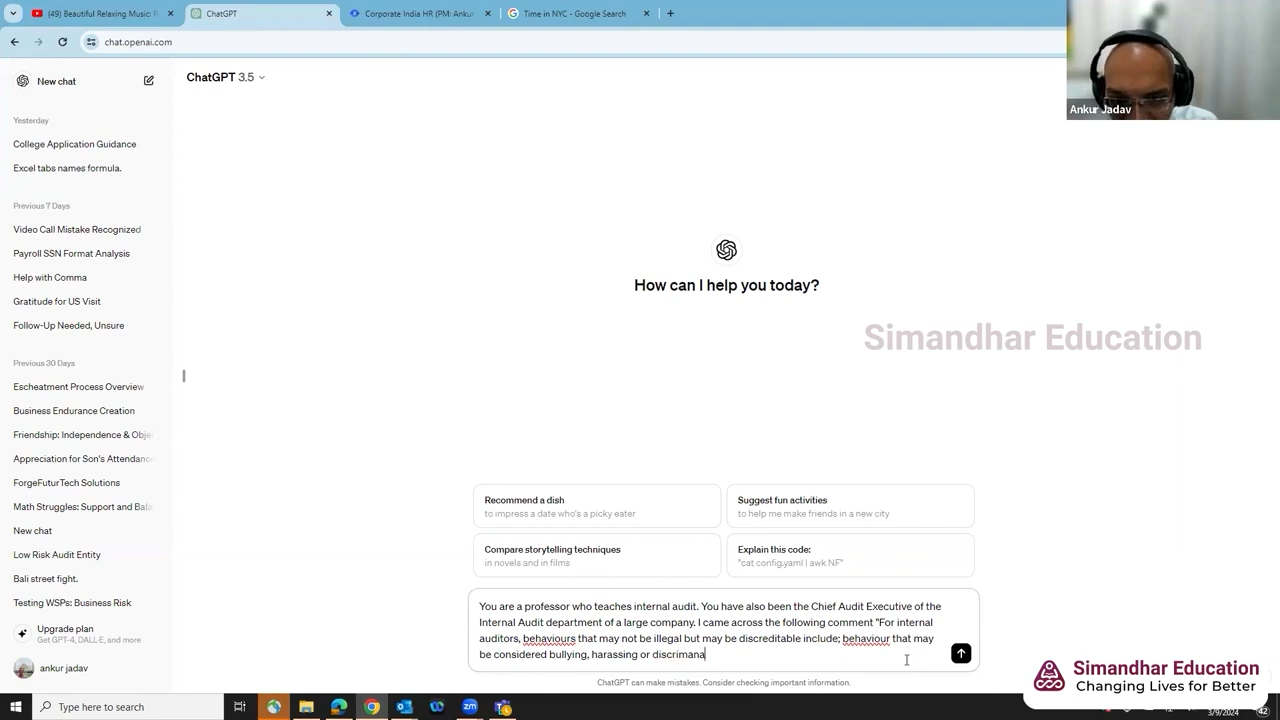 (49) Beautiful Relaxing Music R
ChatGPT
Corporate India HR (PM: Ankur
Time in NYC - Google Search
chat.openai.com
New chat
ChatGPT 3.5
Ankur Jadav
Yesterday
College Application Guidance
Excel tabs names formula.
Previous 7 Days
Video Call Mistake Recognized
Payroll SSN Format Analysis
Help with Comma
Gratitude for US Visit
Follow-Up Needed, Unsure
Previous 30 Days
Escheatment Process Overview
Business Endurance Creation
Friendship: Independence & Obje
Appreciation for Son's Attendance
ForgeFuturTech Solutions
Math Struggles: Support and Bala
New chat
Low Risk Audit Entity
Bali street fight.
Testing WSPs: Business Risk
Upgrade plan
Get GPT-4, DALL·E, and more
ankur jadav
How can I help you today?
Simandhar Education
Recommend a dish
to impress a date who's a picky eater
Suggest fun activities
to help me make friends in a new city
Compare storytelling techniques
in novels and in films
Explain this code:
"cat config.yaml | awk NF"
You are a professor who teaches internal audit. You have also been the Chief Audit Executive of the
Internal Audit department of a large company. I came across the following comment "For internal
auditors, behaviours that may not be illegal but may be discreditable include; behaviour that may
be considered bullying, harassing or discrimana
ChatGPT can make mistakes. Consider checking important information.
Simandhar Education
Changing Lives for Better
Type here to search
zm
3/9/2024
42